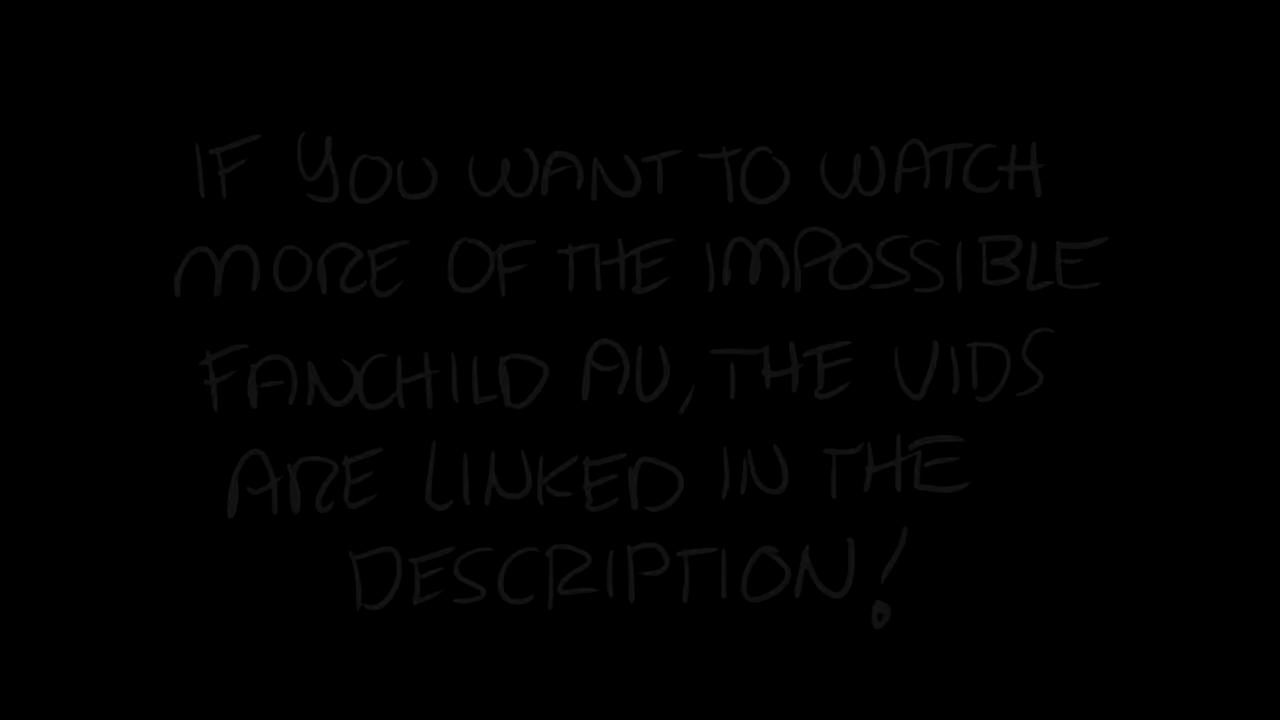 IF YOU WANT TO WATCH
MORE OF THE IMPOSSIBLE
FANCHILD AU, THE VIDS
ARE LINKED IN THE
DESCRIPTION!